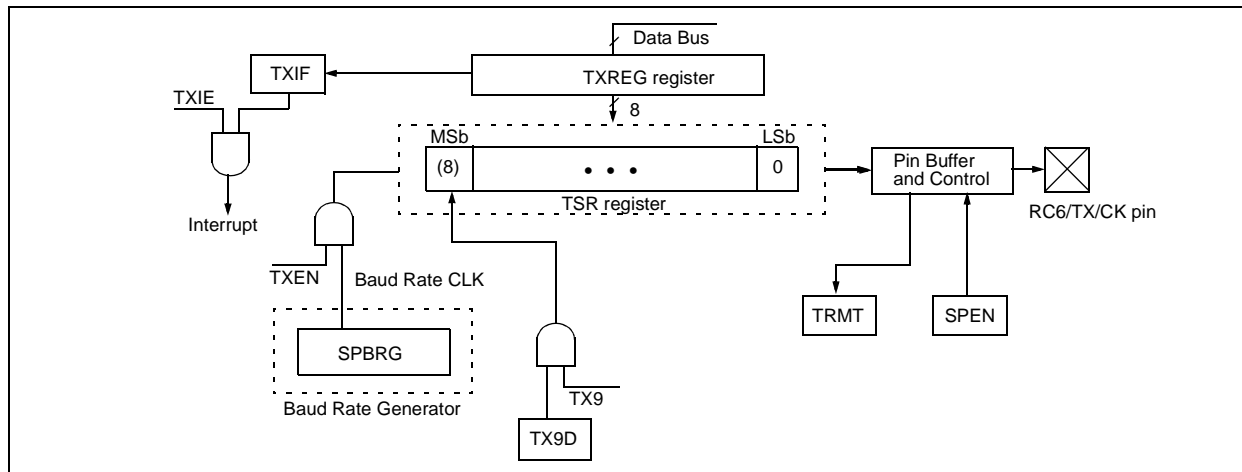 Data Bus
TXIF
TXREG register
TXIE
8
MSb
LSb
(8)
• • •
0
Pin Buffer
and Control
TSR register
Interrupt
RC6/TX/CK pin
TXEN
Baud Rate CLK
TRMT
SPEN
SPBRG
TX9
Baud Rate Generator
TX9D